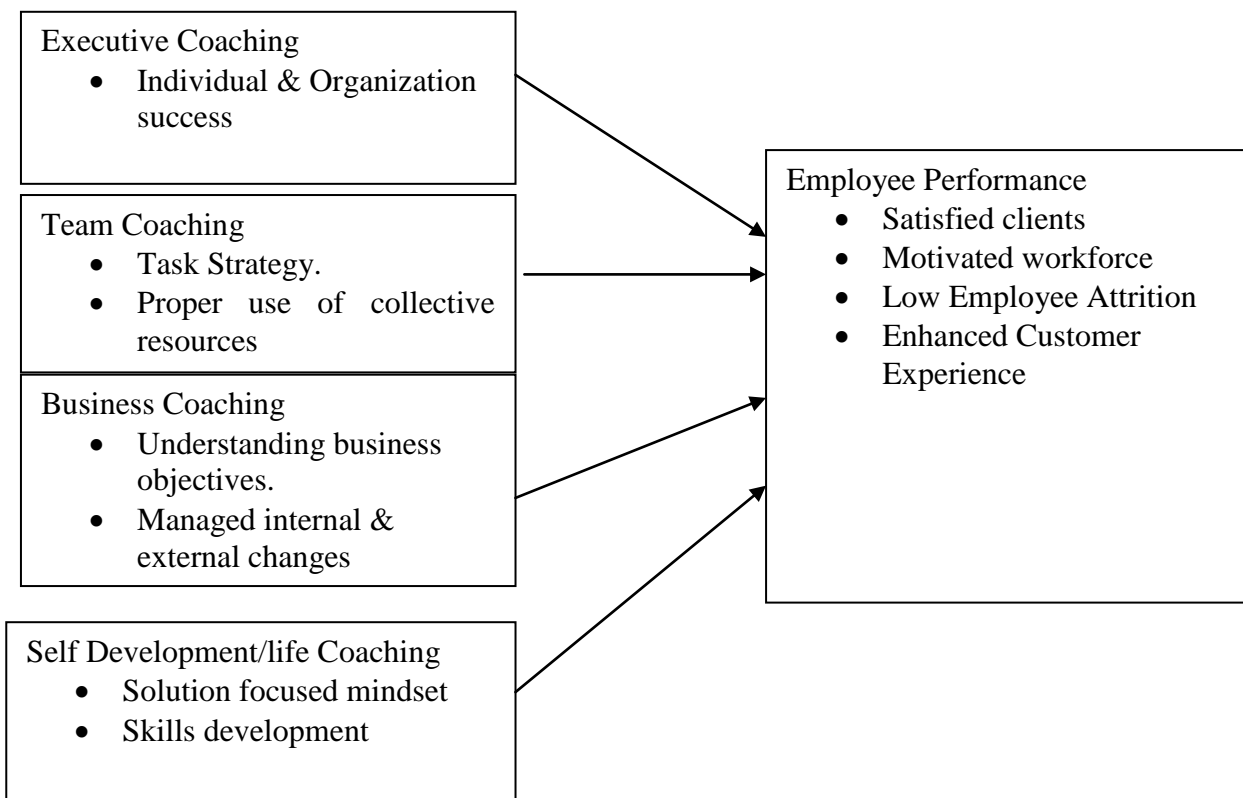 Executive Coaching
• Individual & Organization
success
Team Coaching
• Task Strategy.
• Proper use of collective
resources
Business Coaching
• Understanding business
objectives.
• Managed internal &
external changes
Self Development/life Coaching
• Solution focused mindset
• Skills development
Employee Performance
• Satisfied clients
• Motivated workforce
• Low Employee Attrition
• Enhanced Customer
Experience